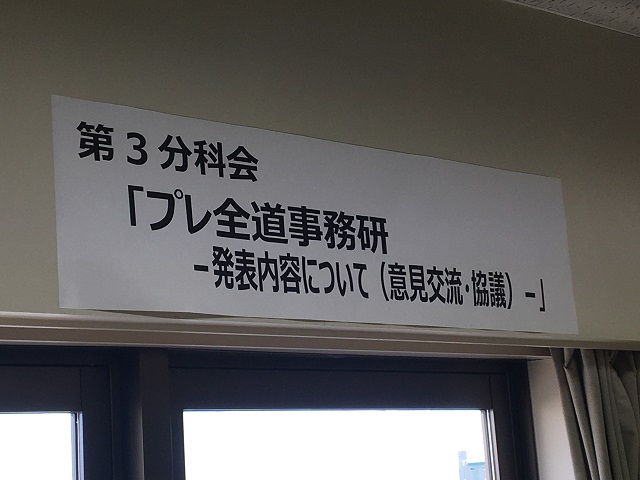 第３分科会
「プレ全道事務研
－発表内容について（意見交流・協議）－」